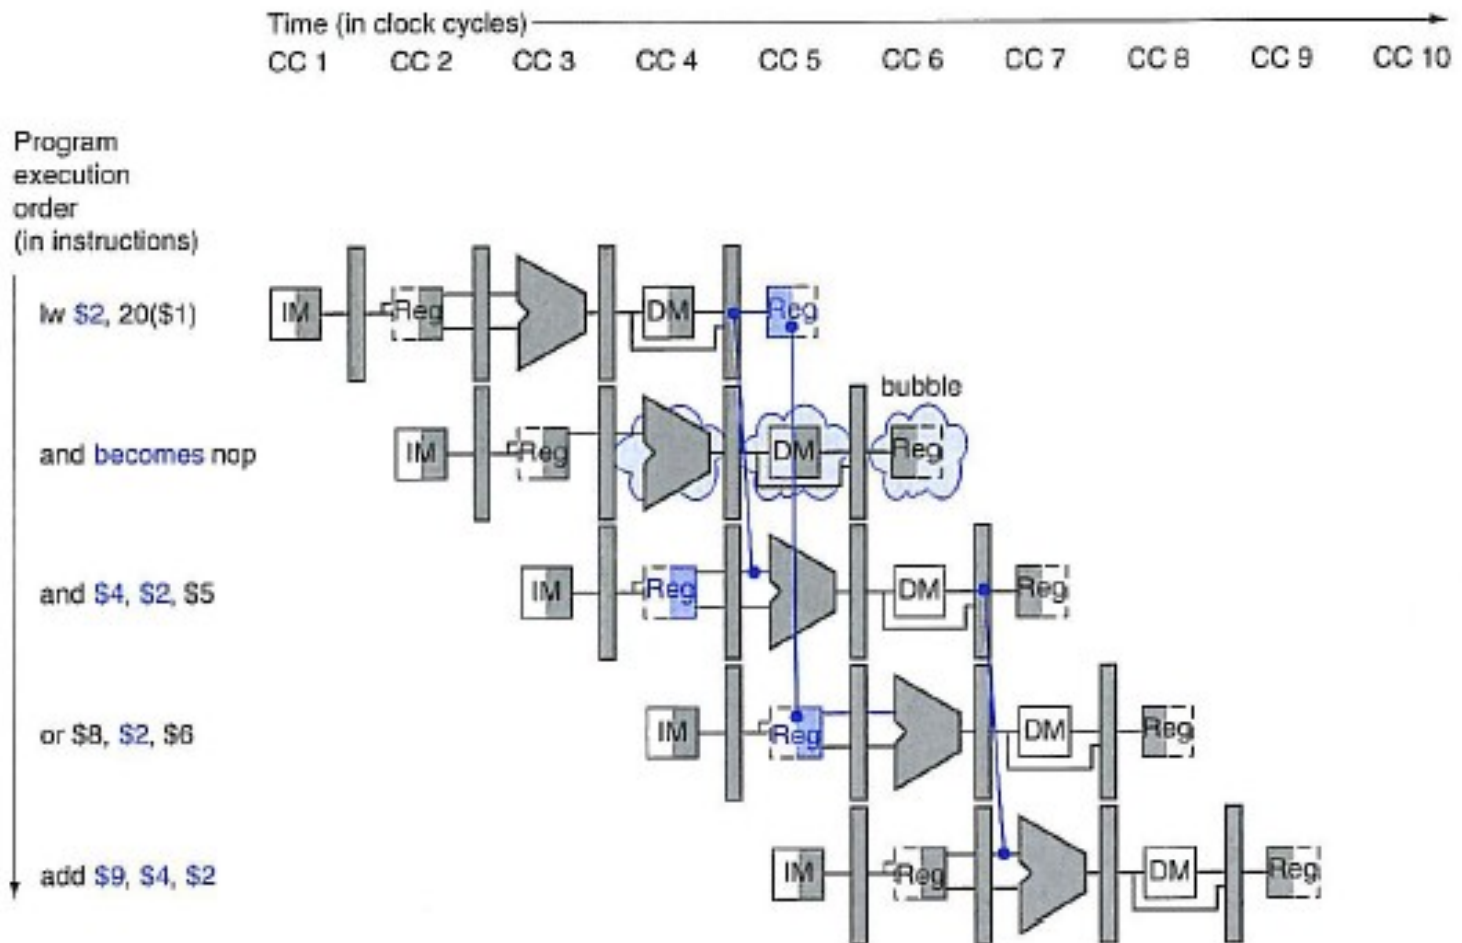 Time (in clock cycles)
CC 1 CC 2 CC 3 CC 4 CC 5 CC 6 CC 7 CC 8 CC 9 CC 10
Program
execution
order
(in instructions)
lw $2, 20($1)
IM Reg DM Reg
bubble
and becomes nop
IM Reg DM Reg
and $4, $2, $5
IM Reg DM Reg
or $8, $2, $6
IM Reg DM Reg
add $9, $4, $2
IM Reg DM Reg